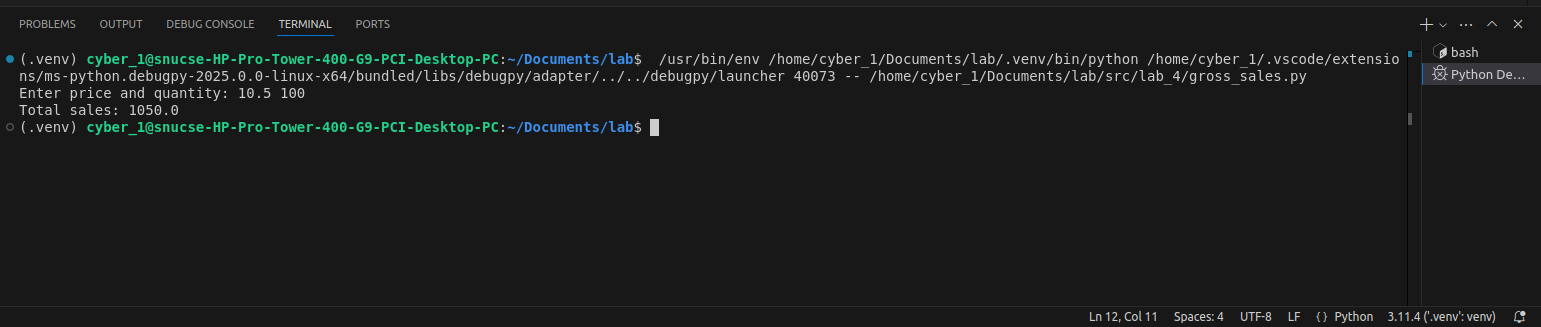 PROBLEMS OUTPUT DEBUG CONSOLE TERMINAL PORTS
(.venv) cyber_1@snucse-HP-Pro-Tower-400-G9-PCI-Desktop-PC:~/Documents/lab$  /usr/bin/env /home/cyber_1/Documents/lab/.venv/bin/python /home/cyber_1/.vscode/extensio
ns/ms-python.debugpy-2025.0.0-linux-x64/bundled/libs/debugpy/adapter/../../debugpy/launcher 40073 -- /home/cyber_1/Documents/lab/src/lab_4/gross_sales.py
Enter price and quantity: 10.5 100
Total sales: 1050.0
(.venv) cyber_1@snucse-HP-Pro-Tower-400-G9-PCI-Desktop-PC:~/Documents/lab$
bash
Python De...
Ln 12, Col 11 Spaces: 4 UTF-8 LF {} Python 3.11.4 ('.venv': venv)